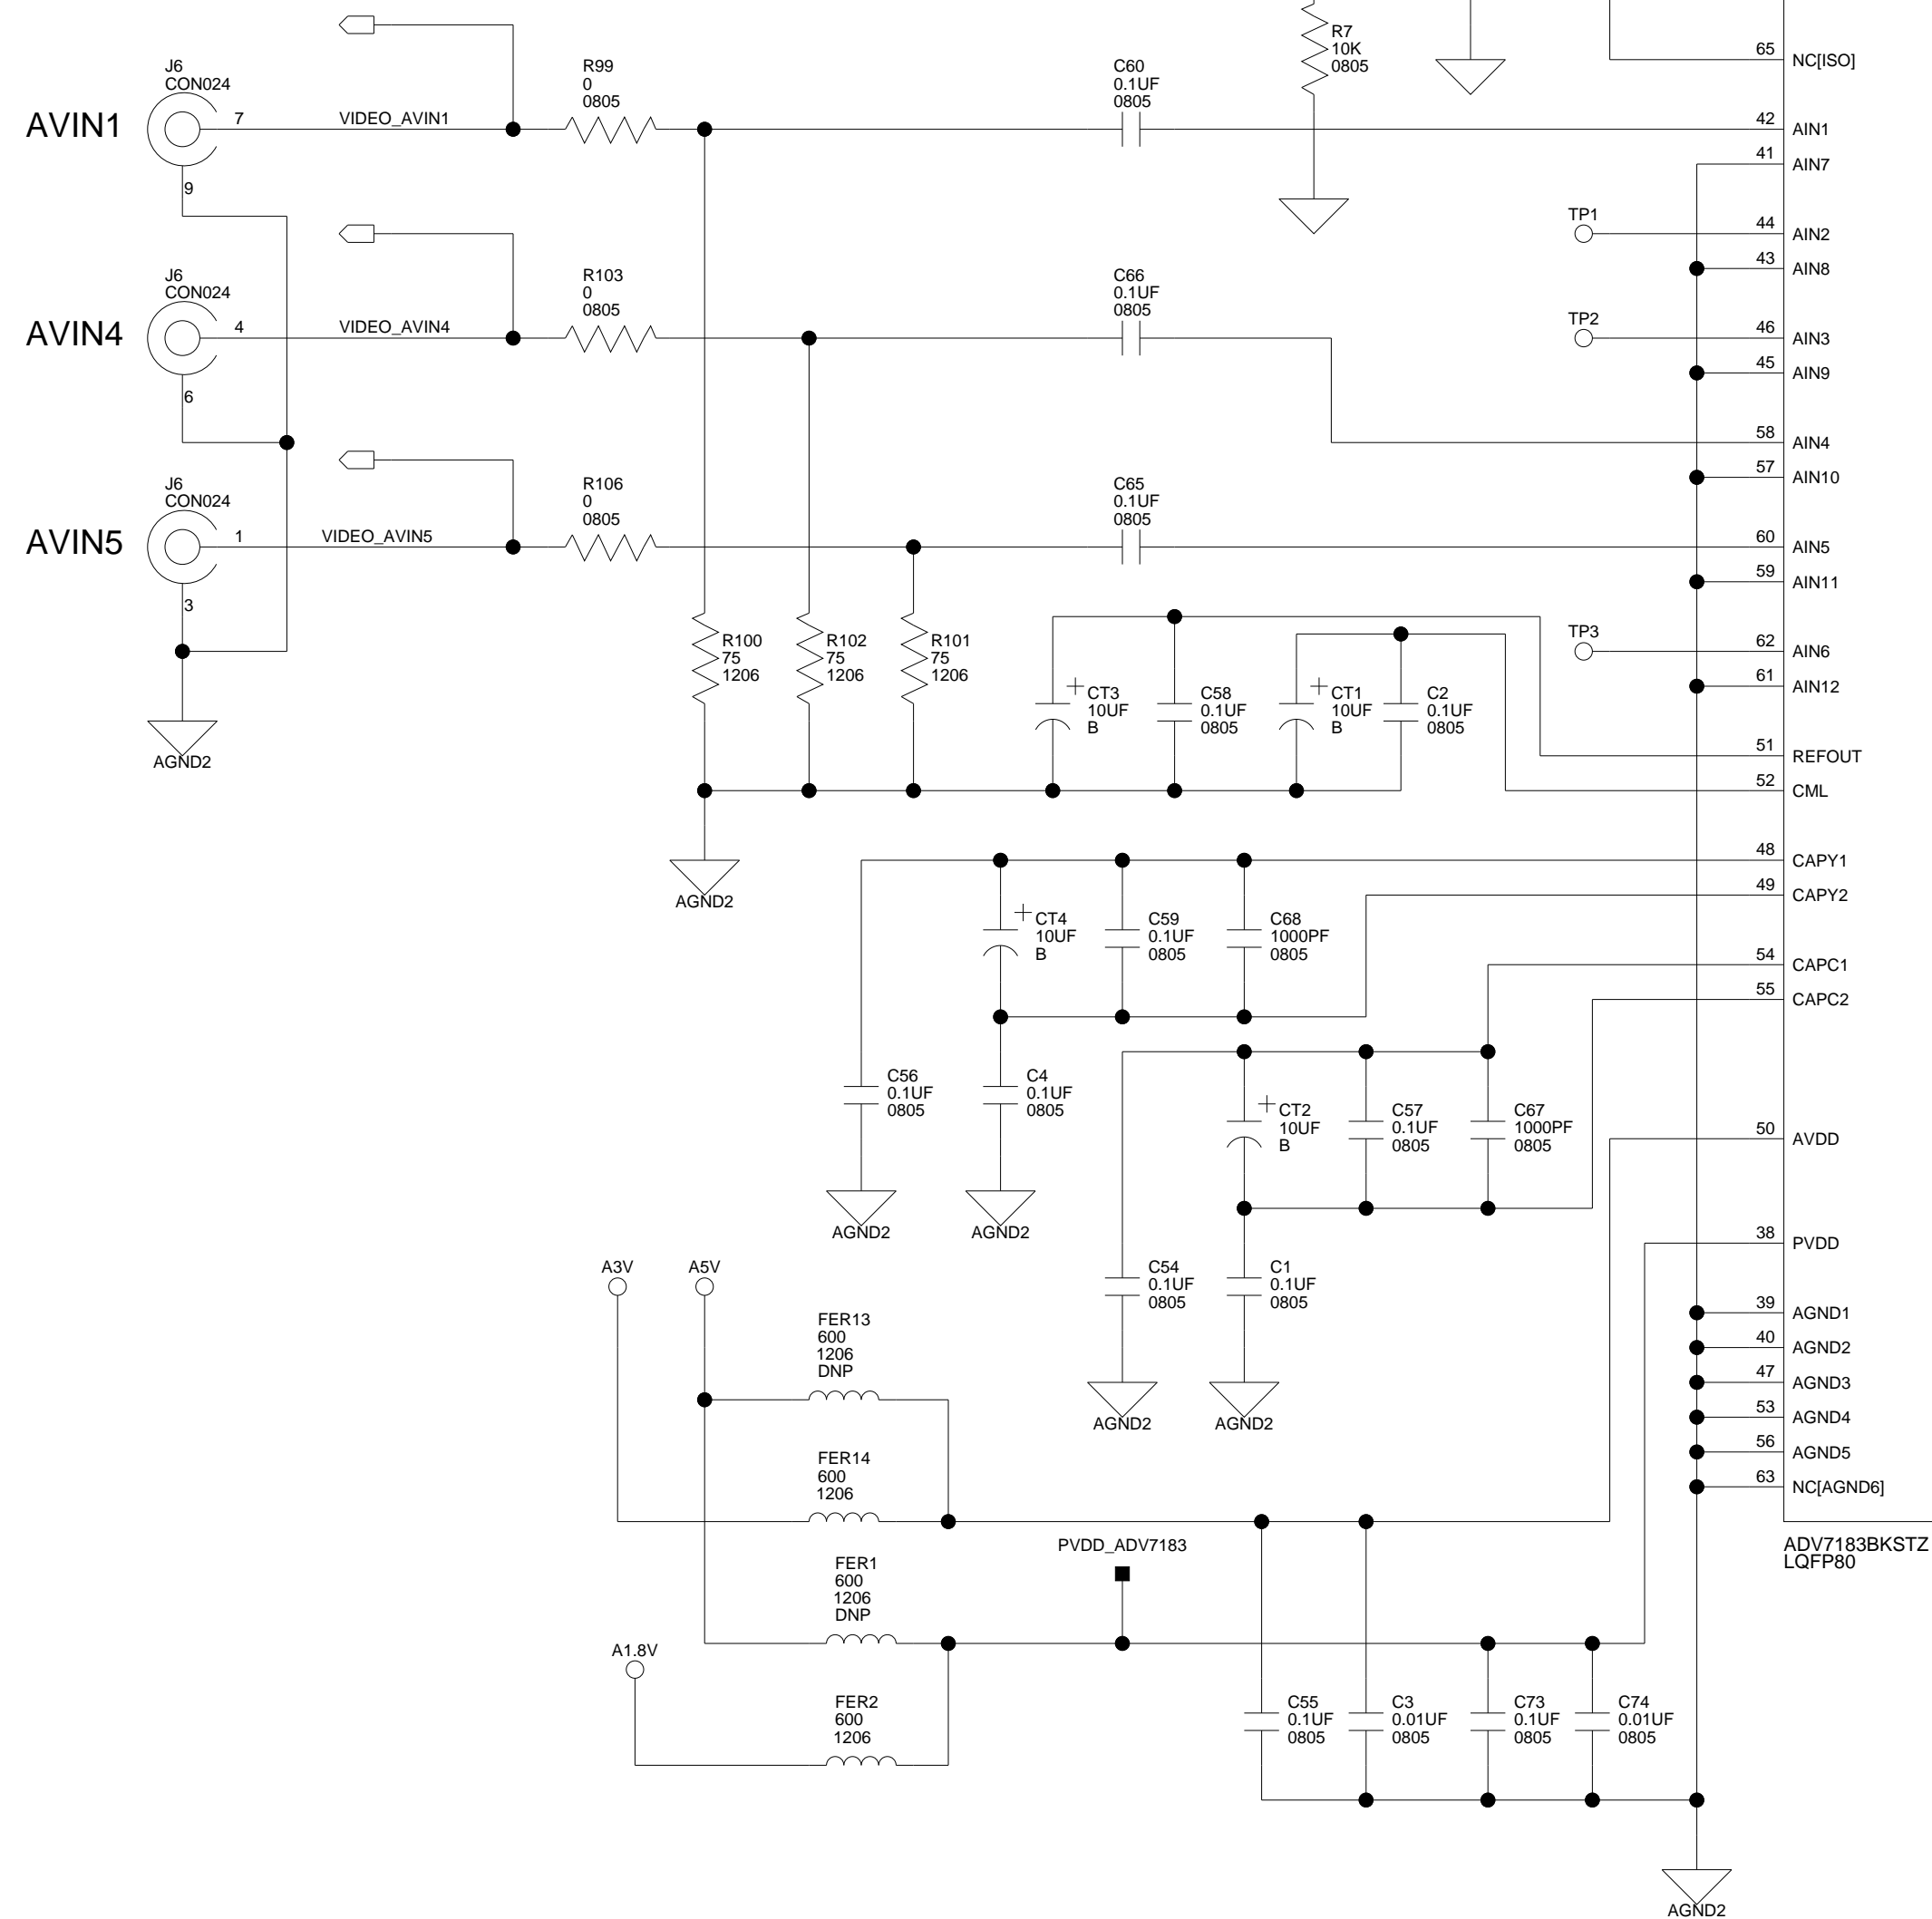 R7
10K
0805
65
NC[ISO]
J6
CON024
AVIN1
7
VIDEO_AVIN1
9
R99
0
0805
C60
0.1UF
0805
42
AIN1
41
AIN7
TP1
44
AIN2
43
AIN8
J6
CON024
AVIN4
4
VIDEO_AVIN4
6
R103
0
0805
C66
0.1UF
0805
TP2
46
AIN3
45
AIN9
58
AIN4
57
AIN10
J6
CON024
AVIN5
1
VIDEO_AVIN5
3
AGND2
R106
0
0805
C65
0.1UF
0805
60
AIN5
59
AIN11
TP3
62
AIN6
61
AIN12
R100
75
1206
R102
75
1206
R101
75
1206
CT3
10UF
B
C58
0.1UF
0805
CT1
10UF
B
C2
0.1UF
0805
51
REFOUT
52
CML
AGND2
48
CAPY1
49
CAPY2
CT4
10UF
B
C59
0.1UF
0805
C68
1000PF
0805
54
CAPC1
55
CAPC2
C56
0.1UF
0805
C4
0.1UF
0805
CT2
10UF
B
C57
0.1UF
0805
C67
1000PF
0805
50
AVDD
AGND2
AGND2
38
PVDD
C54
0.1UF
0805
C1
0.1UF
0805
AGND2
AGND2
A3V
A5V
FER13
600
1206
DNP
FER14
600
1206
39
AGND1
40
AGND2
47
AGND3
53
AGND4
56
AGND5
63
NC[AGND6]
ADV7183BKSTZ
LQFP80
PVDD_ADV7183
FER1
600
1206
DNP
A1.8V
FER2
600
1206
C55
0.1UF
0805
C3
0.01UF
0805
C73
0.1UF
0805
C74
0.01UF
0805
AGND2